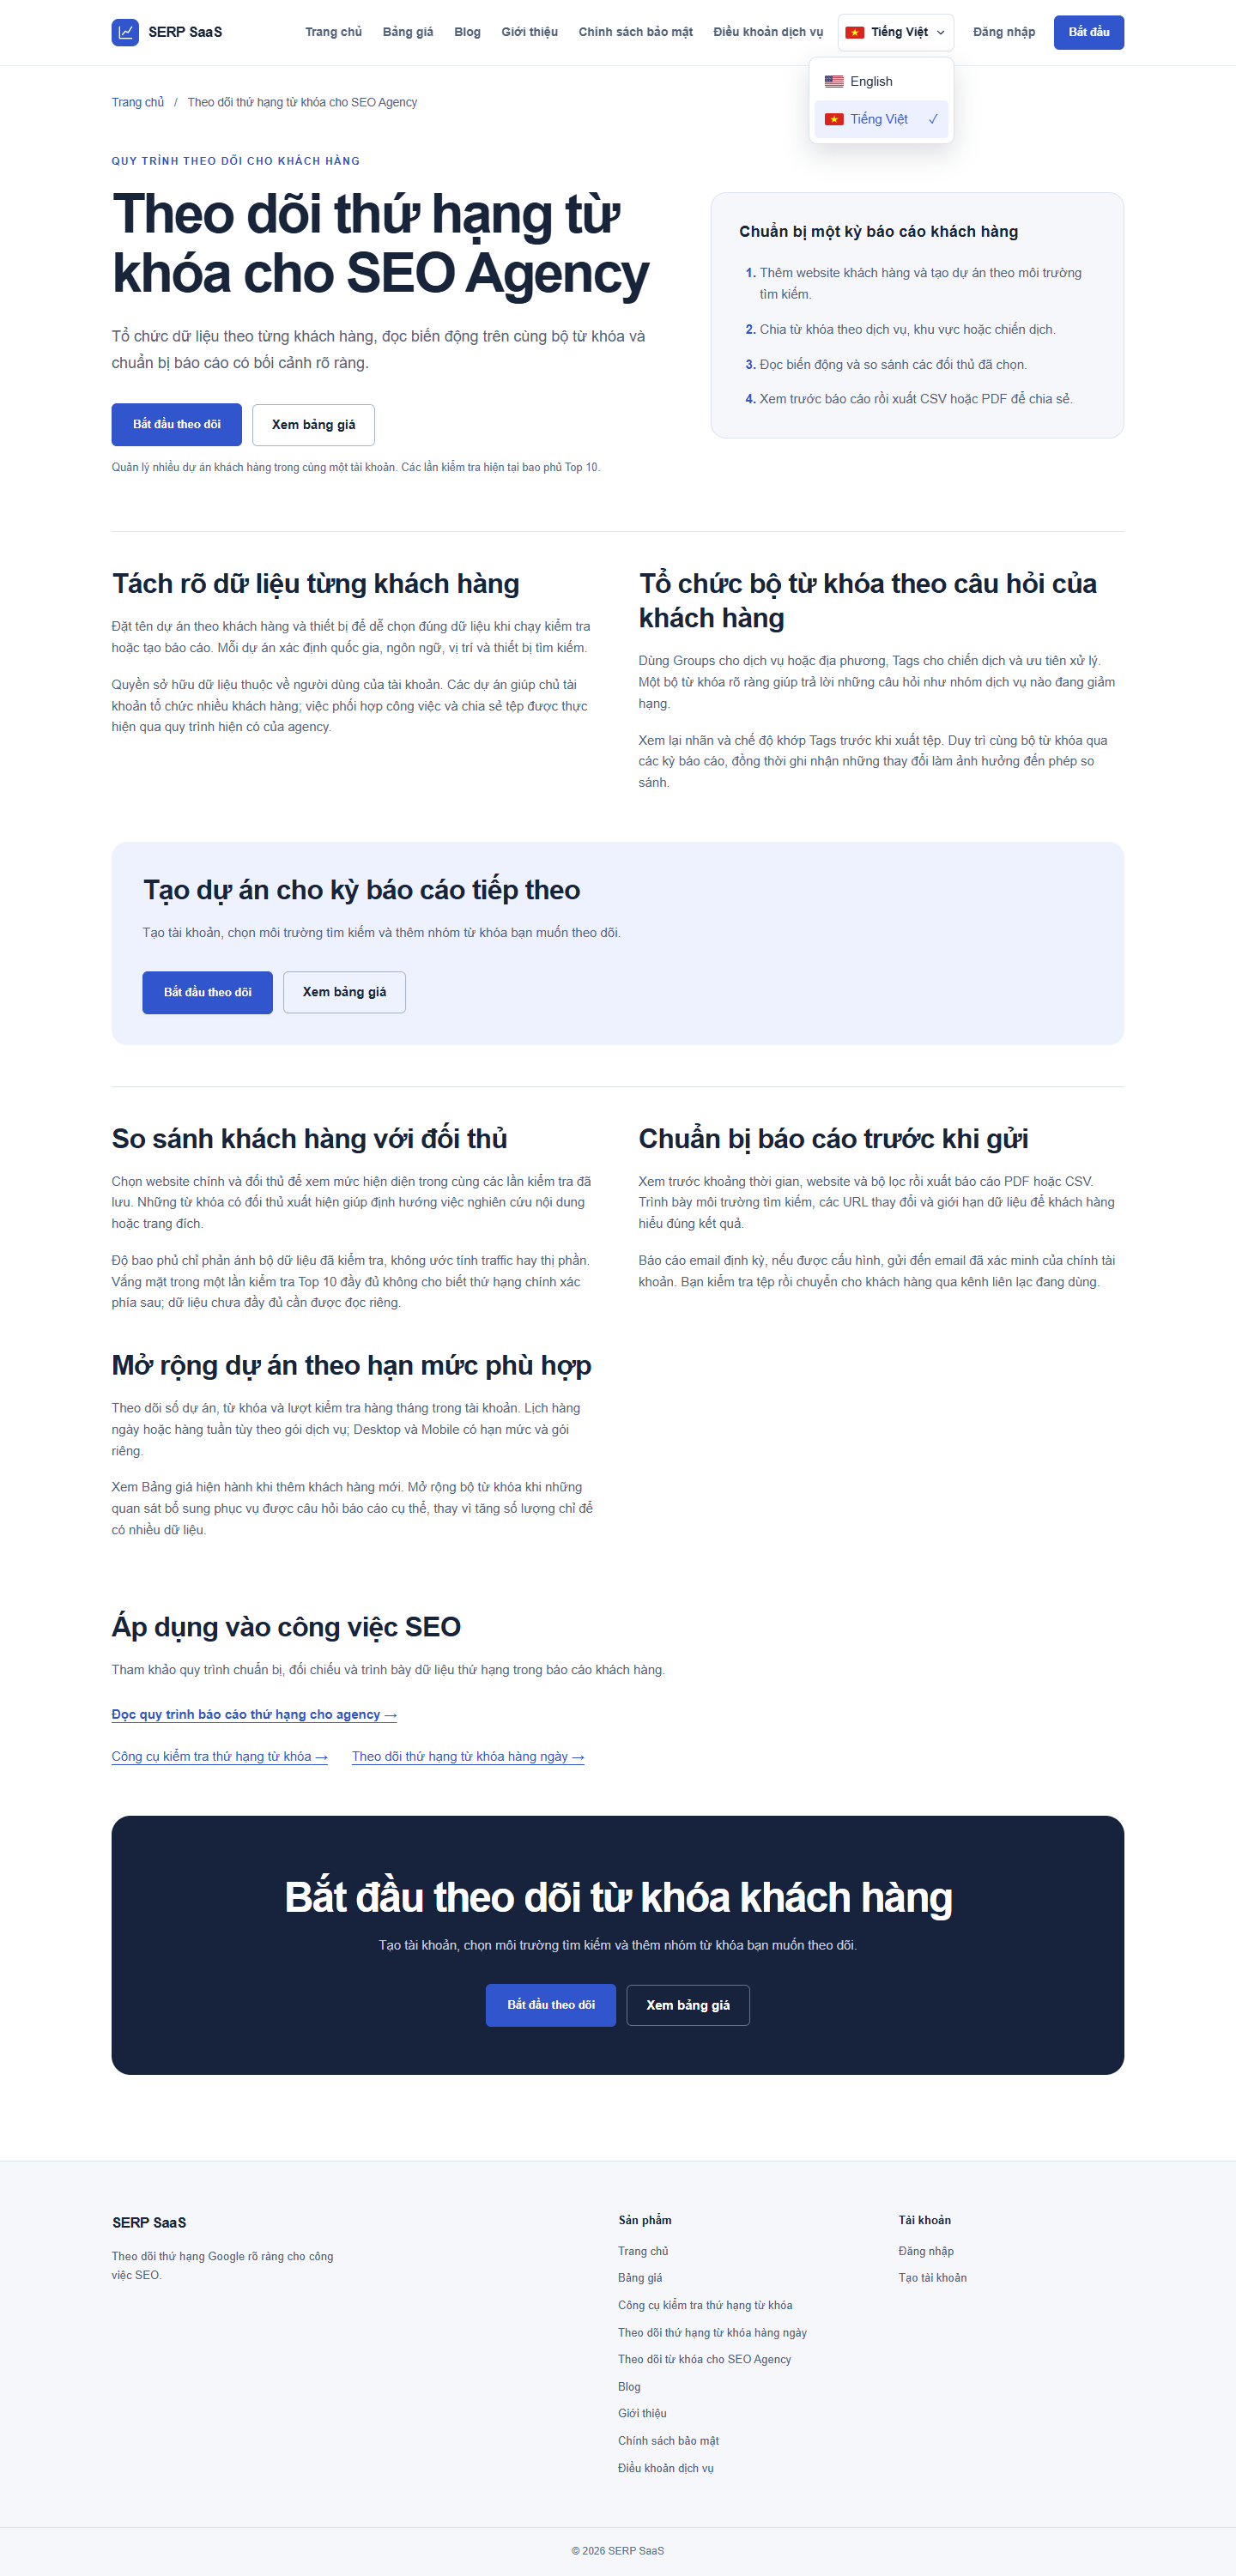 SERP SaaS
Trang chủ
Bảng giá
Blog
Giới thiệu
Chính sách bảo mật
Điều khoản dịch vụ
Tiếng Việt
Đăng nhập
Bắt đầu
English
Tiếng Việt ✓
Trang chủ / Theo dõi thứ hạng từ khóa cho SEO Agency
QUY TRÌNH THEO DÕI CHO KHÁCH HÀNG
Theo dõi thứ hạng từ
khóa cho SEO Agency
Tổ chức dữ liệu theo từng khách hàng, đọc biến động trên cùng bộ từ khóa và
chuẩn bị báo cáo có bối cảnh rõ ràng.
Bắt đầu theo dõi
Xem bảng giá
Quản lý nhiều dự án khách hàng trong cùng một tài khoản. Các lần kiểm tra hiện tại bao phủ Top 10.
Chuẩn bị một kỳ báo cáo khách hàng
1. Thêm website khách hàng và tạo dự án theo môi trường
tìm kiếm.
2. Chia từ khóa theo dịch vụ, khu vực hoặc chiến dịch.
3. Đọc biến động và so sánh các đối thủ đã chọn.
4. Xem trước báo cáo rồi xuất CSV hoặc PDF để chia sẻ.
Tách rõ dữ liệu từng khách hàng
Đặt tên dự án theo khách hàng và thiết bị để dễ chọn đúng dữ liệu khi chạy kiểm tra
hoặc tạo báo cáo. Mỗi dự án xác định quốc gia, ngôn ngữ, vị trí và thiết bị tìm kiếm.
Quyền sở hữu dữ liệu thuộc về người dùng của tài khoản. Các dự án giúp chủ tài
khoản tổ chức nhiều khách hàng; việc phối hợp công việc và chia sẻ tệp được thực
hiện qua quy trình hiện có của agency.
Tổ chức bộ từ khóa theo câu hỏi của
khách hàng
Dùng Groups cho dịch vụ hoặc địa phương, Tags cho chiến dịch và ưu tiên xử lý.
Một bộ từ khóa rõ ràng giúp trả lời những câu hỏi như nhóm dịch vụ nào đang giảm
hạng.
Xem lại nhãn và chế độ khớp Tags trước khi xuất tệp. Duy trì cùng bộ từ khóa qua
các kỳ báo cáo, đồng thời ghi nhận những thay đổi làm ảnh hưởng đến phép so
sánh.
Tạo dự án cho kỳ báo cáo tiếp theo
Tạo tài khoản, chọn môi trường tìm kiếm và thêm nhóm từ khóa bạn muốn theo dõi.
Bắt đầu theo dõi
Xem bảng giá
So sánh khách hàng với đối thủ
Chọn website chính và đối thủ để xem mức hiện diện trong cùng các lần kiểm tra đã
lưu. Những từ khóa có đối thủ xuất hiện giúp định hướng việc nghiên cứu nội dung
hoặc trang đích.
Độ bao phủ chỉ phản ánh bộ dữ liệu đã kiểm tra, không ước tính traffic hay thị phần.
Vắng mặt trong một lần kiểm tra Top 10 đầy đủ không cho biết thứ hạng chính xác
phía sau; dữ liệu chưa đầy đủ cần được đọc riêng.
Chuẩn bị báo cáo trước khi gửi
Xem trước khoảng thời gian, website và bộ lọc rồi xuất báo cáo PDF hoặc CSV.
Trình bày môi trường tìm kiếm, các URL thay đổi và giới hạn dữ liệu để khách hàng
hiểu đúng kết quả.
Báo cáo email định kỳ, nếu được cấu hình, gửi đến email đã xác minh của chính tài
khoản. Bạn kiểm tra tệp rồi chuyển cho khách hàng qua kênh liên lạc đang dùng.
Mở rộng dự án theo hạn mức phù hợp
Theo dõi số dự án, từ khóa và lượt kiểm tra hàng tháng trong tài khoản. Lịch hàng
ngày hoặc hàng tuần tùy theo gói dịch vụ; Desktop và Mobile có hạn mức và gói
riêng.
Xem Bảng giá hiện hành khi thêm khách hàng mới. Mở rộng bộ từ khóa khi những
quan sát bổ sung phục vụ được câu hỏi báo cáo cụ thể, thay vì tăng số lượng chỉ để
có nhiều dữ liệu.
Áp dụng vào công việc SEO
Tham khảo quy trình chuẩn bị, đối chiếu và trình bày dữ liệu thứ hạng trong báo cáo khách hàng.
Đọc quy trình báo cáo thứ hạng cho agency →
Công cụ kiểm tra thứ hạng từ khóa →
Theo dõi thứ hạng từ khóa hàng ngày →
Bắt đầu theo dõi từ khóa khách hàng
Tạo tài khoản, chọn môi trường tìm kiếm và thêm nhóm từ khóa bạn muốn theo dõi.
Bắt đầu theo dõi
Xem bảng giá
SERP SaaS
Theo dõi thứ hạng Google rõ ràng cho công
việc SEO.
Sản phẩm
Trang chủ
Bảng giá
Công cụ kiểm tra thứ hạng từ khóa
Theo dõi thứ hạng từ khóa hàng ngày
Theo dõi từ khóa cho SEO Agency
Blog
Giới thiệu
Chính sách bảo mật
Điều khoản dịch vụ
Tài khoản
Đăng nhập
Tạo tài khoản
© 2026 SERP SaaS